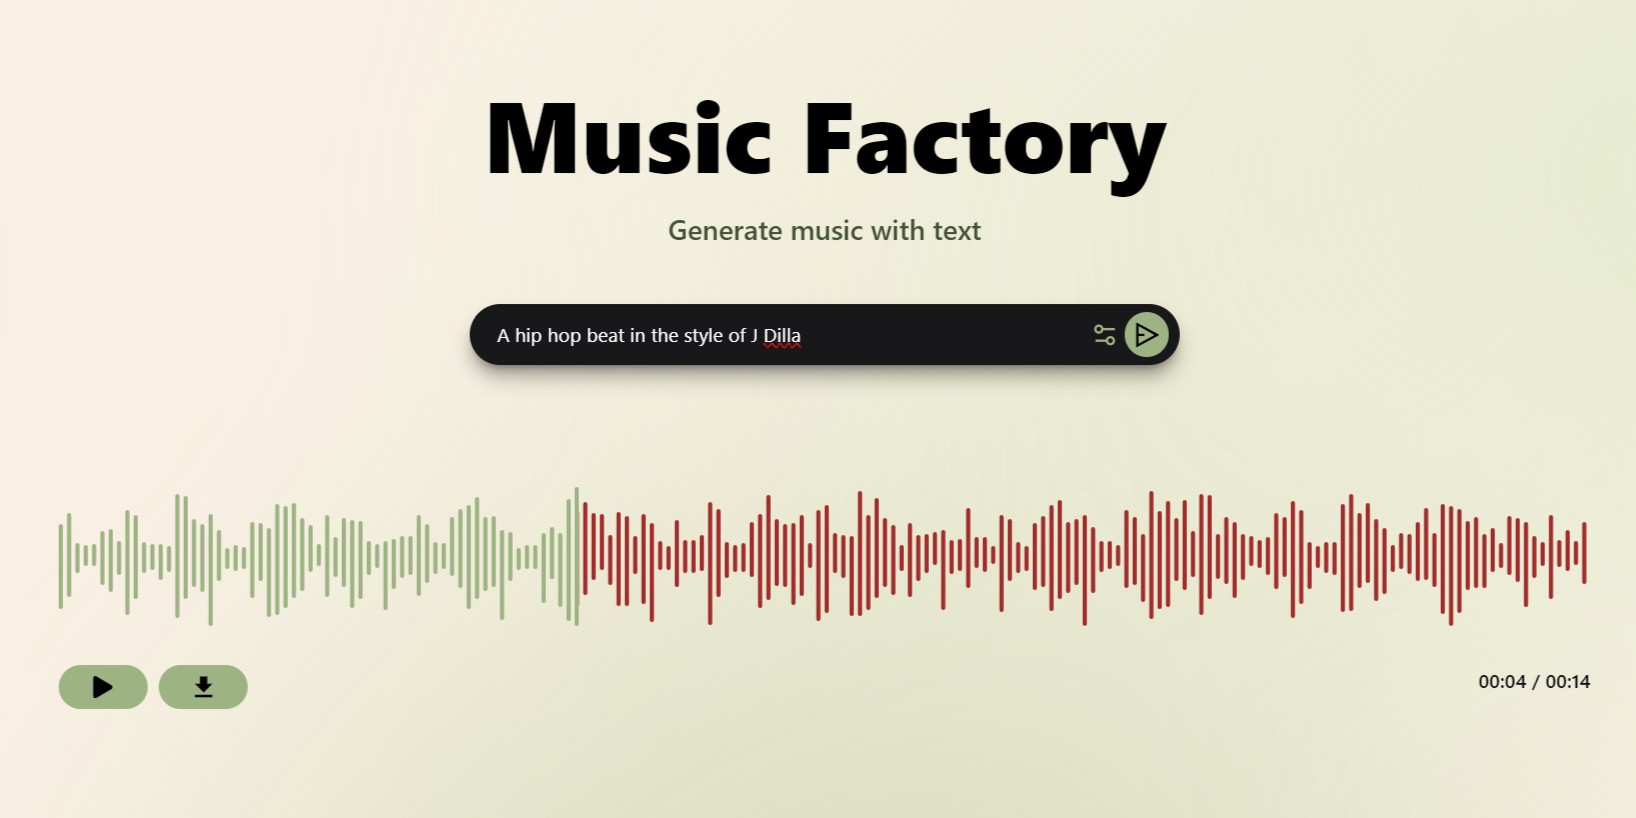 Music Factory
Generate music with text
A hip hop beat in the style of J Dilla
00:04 / 00:14